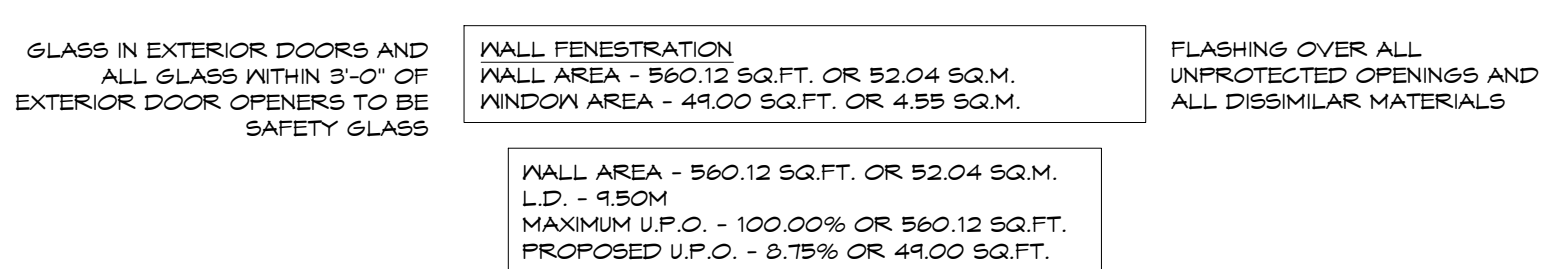 GLASS IN EXTERIOR DOORS AND
ALL GLASS WITHIN 3'-0" OF
EXTERIOR DOOR OPENERS TO BE
SAFETY GLASS
WALL FENESTRATION
WALL AREA - 560.12 SQ.FT. OR 52.04 SQ.M.
WINDOW AREA - 49.00 SQ.FT. OR 4.55 SQ.M.
FLASHING OVER ALL
UNPROTECTED OPENINGS AND
ALL DISSIMILAR MATERIALS
WALL AREA - 560.12 SQ.FT. OR 52.04 SQ.M.
L.D. - 9.50M
MAXIMUM U.P.O. - 100.00% OR 560.12 SQ.FT.
PROPOSED U.P.O. - 8.75% OR 49.00 SQ.FT.